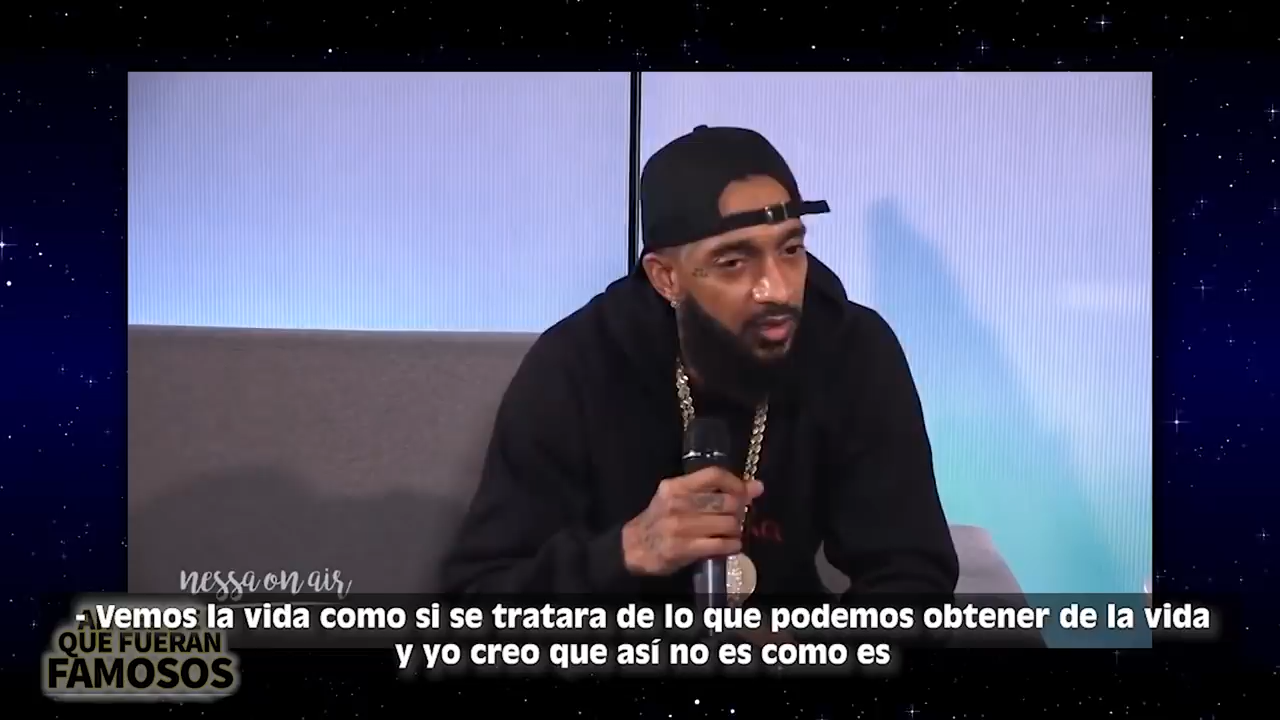 nessa on air
- Vemos la vida como si se tratara de lo que podemos obtener de la vida
y yo creo que así no es como es
QUE FUERAN
FAMOSOS